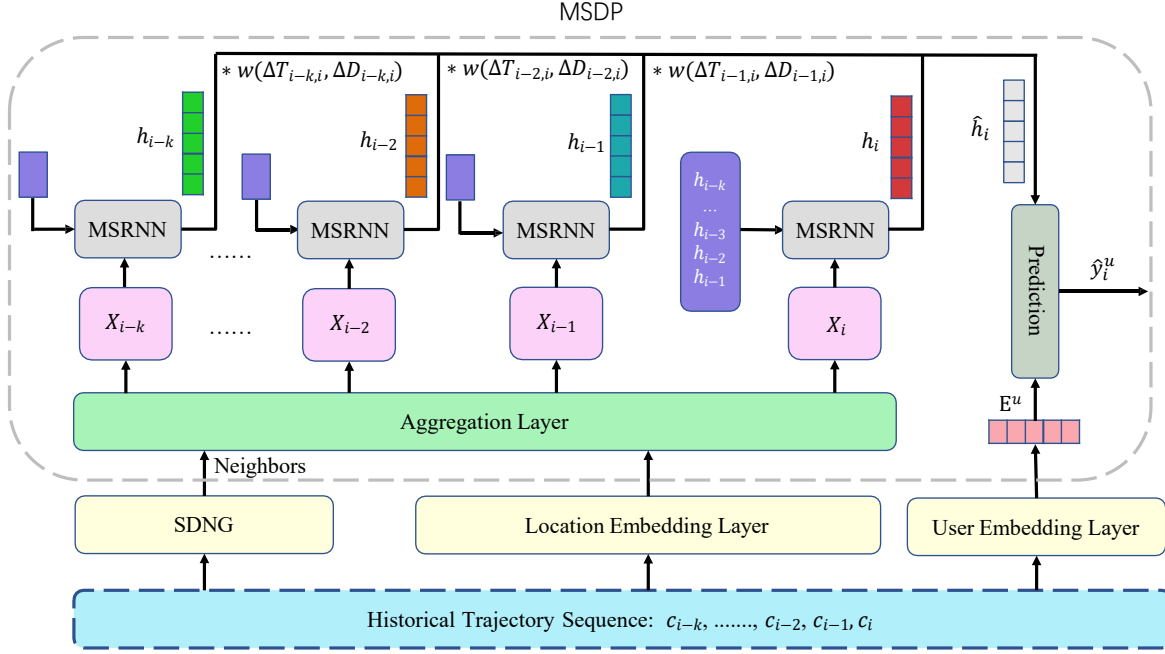 MSDP
* w(ΔT_{i−k,i}, ΔD_{i−k,i})
* w(ΔT_{i−2,i}, ΔD_{i−2,i})
* w(ΔT_{i−1,i}, ΔD_{i−1,i})
h_{i−k}
h_{i−2}
h_{i−1}
h_i
ĥ_i
h_{i−k}
...
h_{i−3}
h_{i−2}
h_{i−1}
MSRNN
......
MSRNN
MSRNN
MSRNN
Prediction
ŷ_i^u
X_{i−k}
......
X_{i−2}
X_{i−1}
X_i
E^u
Aggregation Layer
Neighbors
SDNG
Location Embedding Layer
User Embedding Layer
Historical Trajectory Sequence: c_{i−k}, ......., c_{i−2}, c_{i−1}, c_i